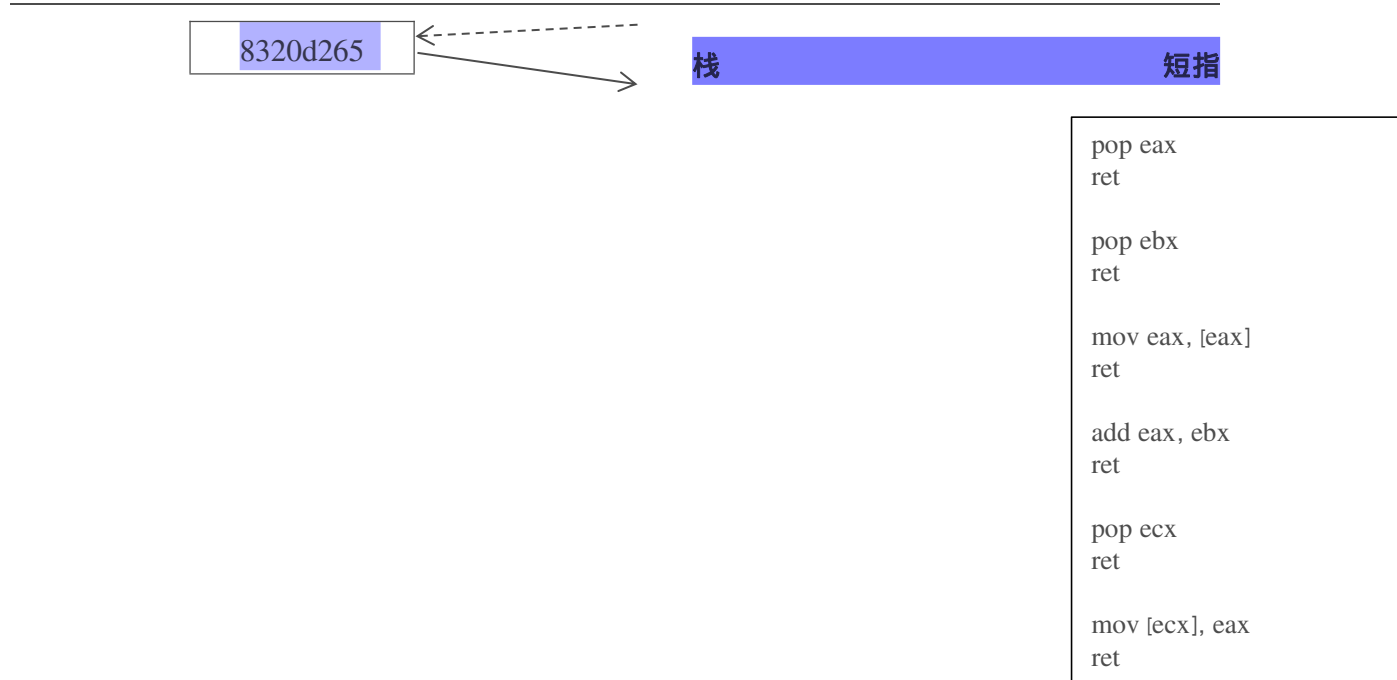 8320d265
栈 短指
pop eax
ret
pop ebx
ret
mov eax, [eax]
ret
add eax, ebx
ret
pop ecx
ret
mov [ecx], eax
ret